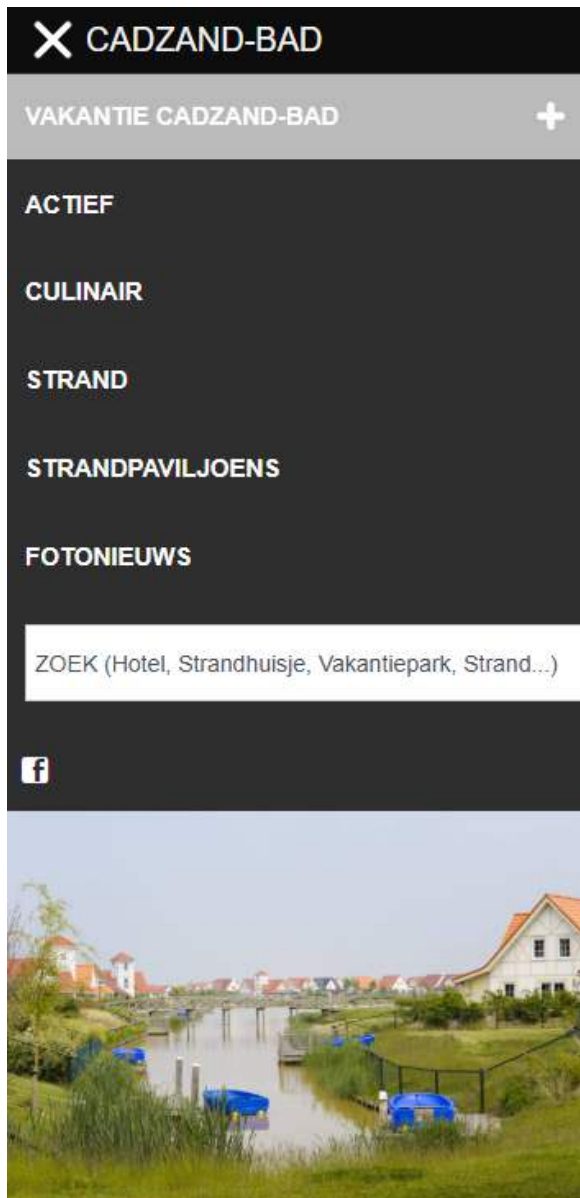 CADZAND-BAD
VAKANTIE CADZAND-BAD
ACTIEF
CULINAIR
STRAND
STRANDPAVILJOENS
FOTONIEUWS
ZOEK (Hotel, Strandhuisje, Vakantiepark, Strand...)
f